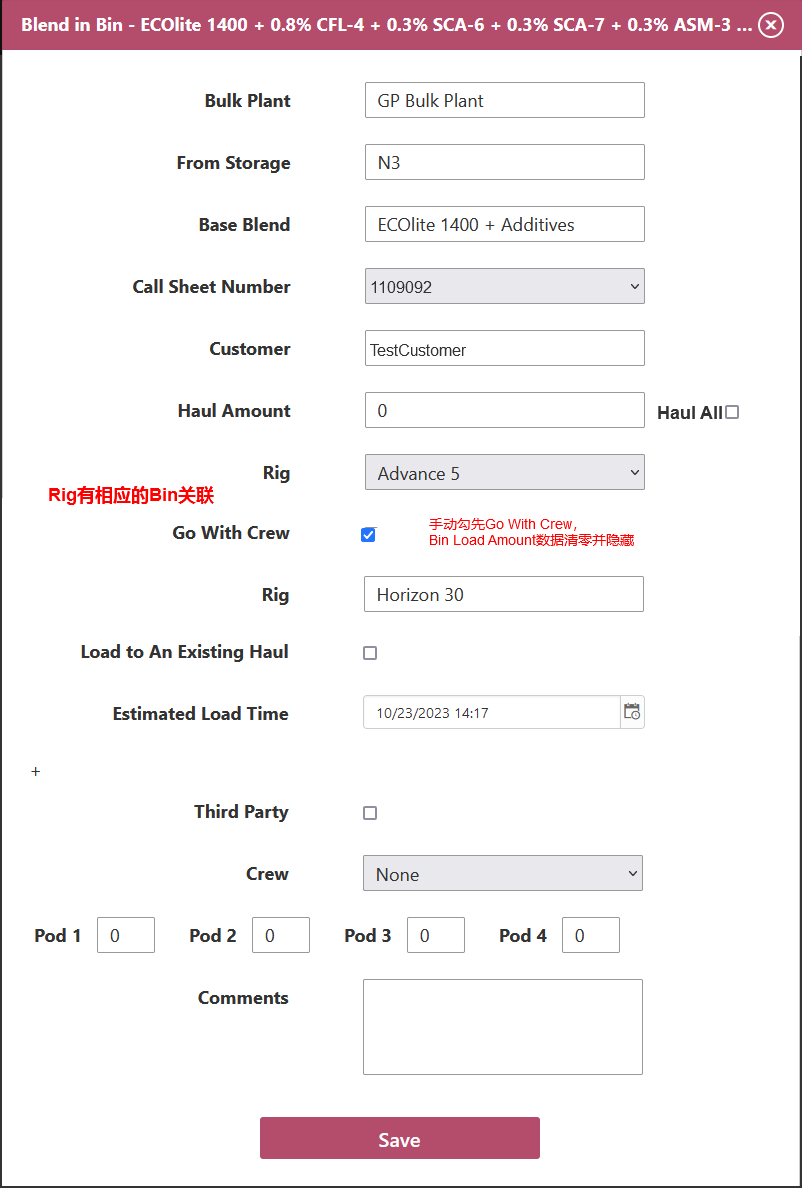 Blend in Bin - ECOlite 1400 + 0.8% CFL-4 + 0.3% SCA-6 + 0.3% SCA-7 + 0.3% ASM-3 ...
Bulk Plant GP Bulk Plant
From Storage N3
Base Blend ECOlite 1400 + Additives
Call Sheet Number 1109092
Customer TestCustomer
Haul Amount 0 Haul All
Rig Advance 5
Rig有相应的Bin关联
Go With Crew
手动勾先Go With Crew,
Bin Load Amount数据清零并隐藏
Rig Horizon 30
Load to An Existing Haul
Estimated Load Time 10/23/2023 14:17
+
Third Party
Crew None
Pod 1 0 Pod 2 0 Pod 3 0 Pod 4 0
Comments
Save